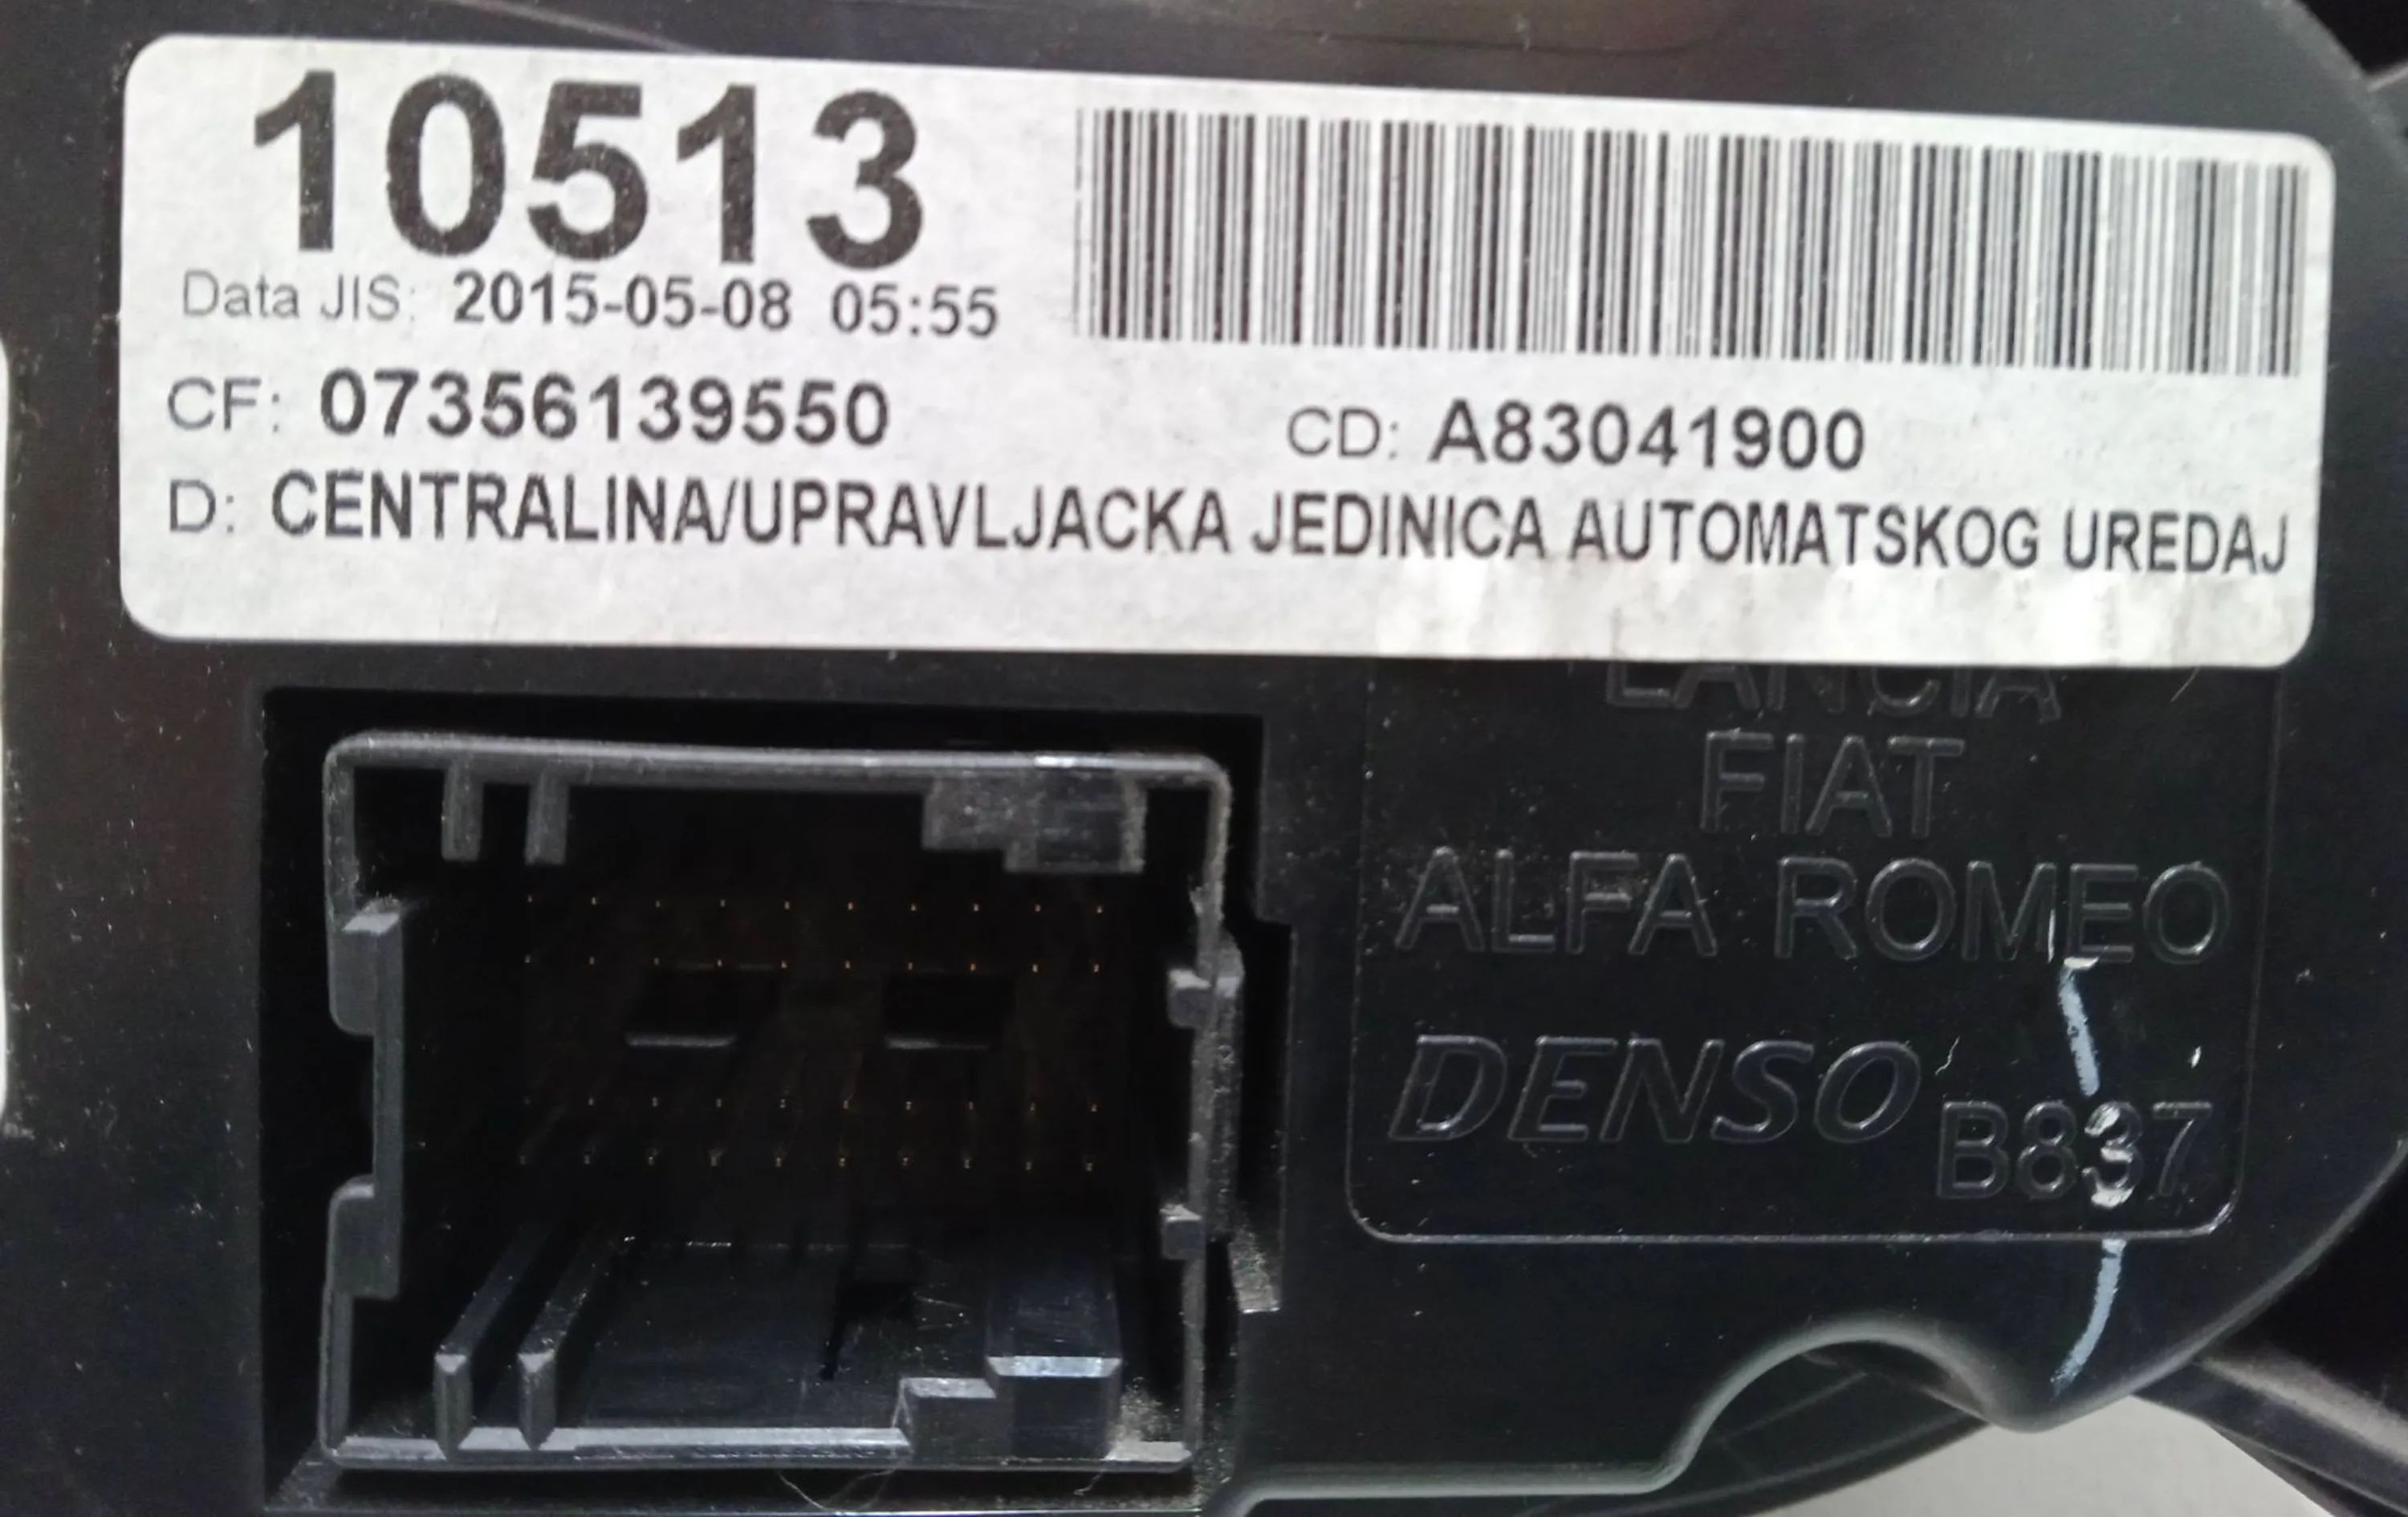 10513
Data JIS: 2015-05-08 05:55
CF: 07356139550
CD: A83041900
D: CENTRALINA/UPRAVLJACKA JEDINICA AUTOMATSKOG UREDAJ
LANCIA
FIAT
ALFA ROMEO
DENSO
B837